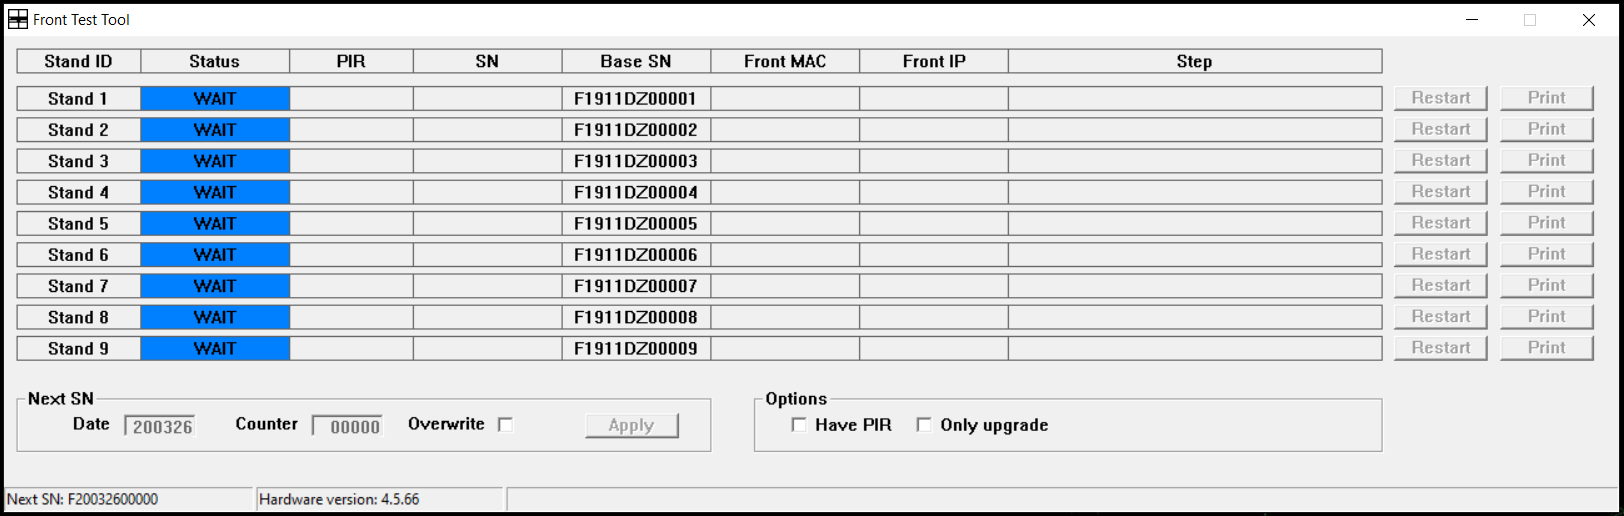 Front Test Tool
Stand ID Status PIR SN Base SN Front MAC Front IP Step
Stand 1 WAIT F1911DZ00001 Restart Print
Stand 2 WAIT F1911DZ00002 Restart Print
Stand 3 WAIT F1911DZ00003 Restart Print
Stand 4 WAIT F1911DZ00004 Restart Print
Stand 5 WAIT F1911DZ00005 Restart Print
Stand 6 WAIT F1911DZ00006 Restart Print
Stand 7 WAIT F1911DZ00007 Restart Print
Stand 8 WAIT F1911DZ00008 Restart Print
Stand 9 WAIT F1911DZ00009 Restart Print
Next SN Options
Date 200326 Counter 00000 Overwrite Apply Have PIR Only upgrade
Next SN: F20032600000 Hardware version: 4.5.66